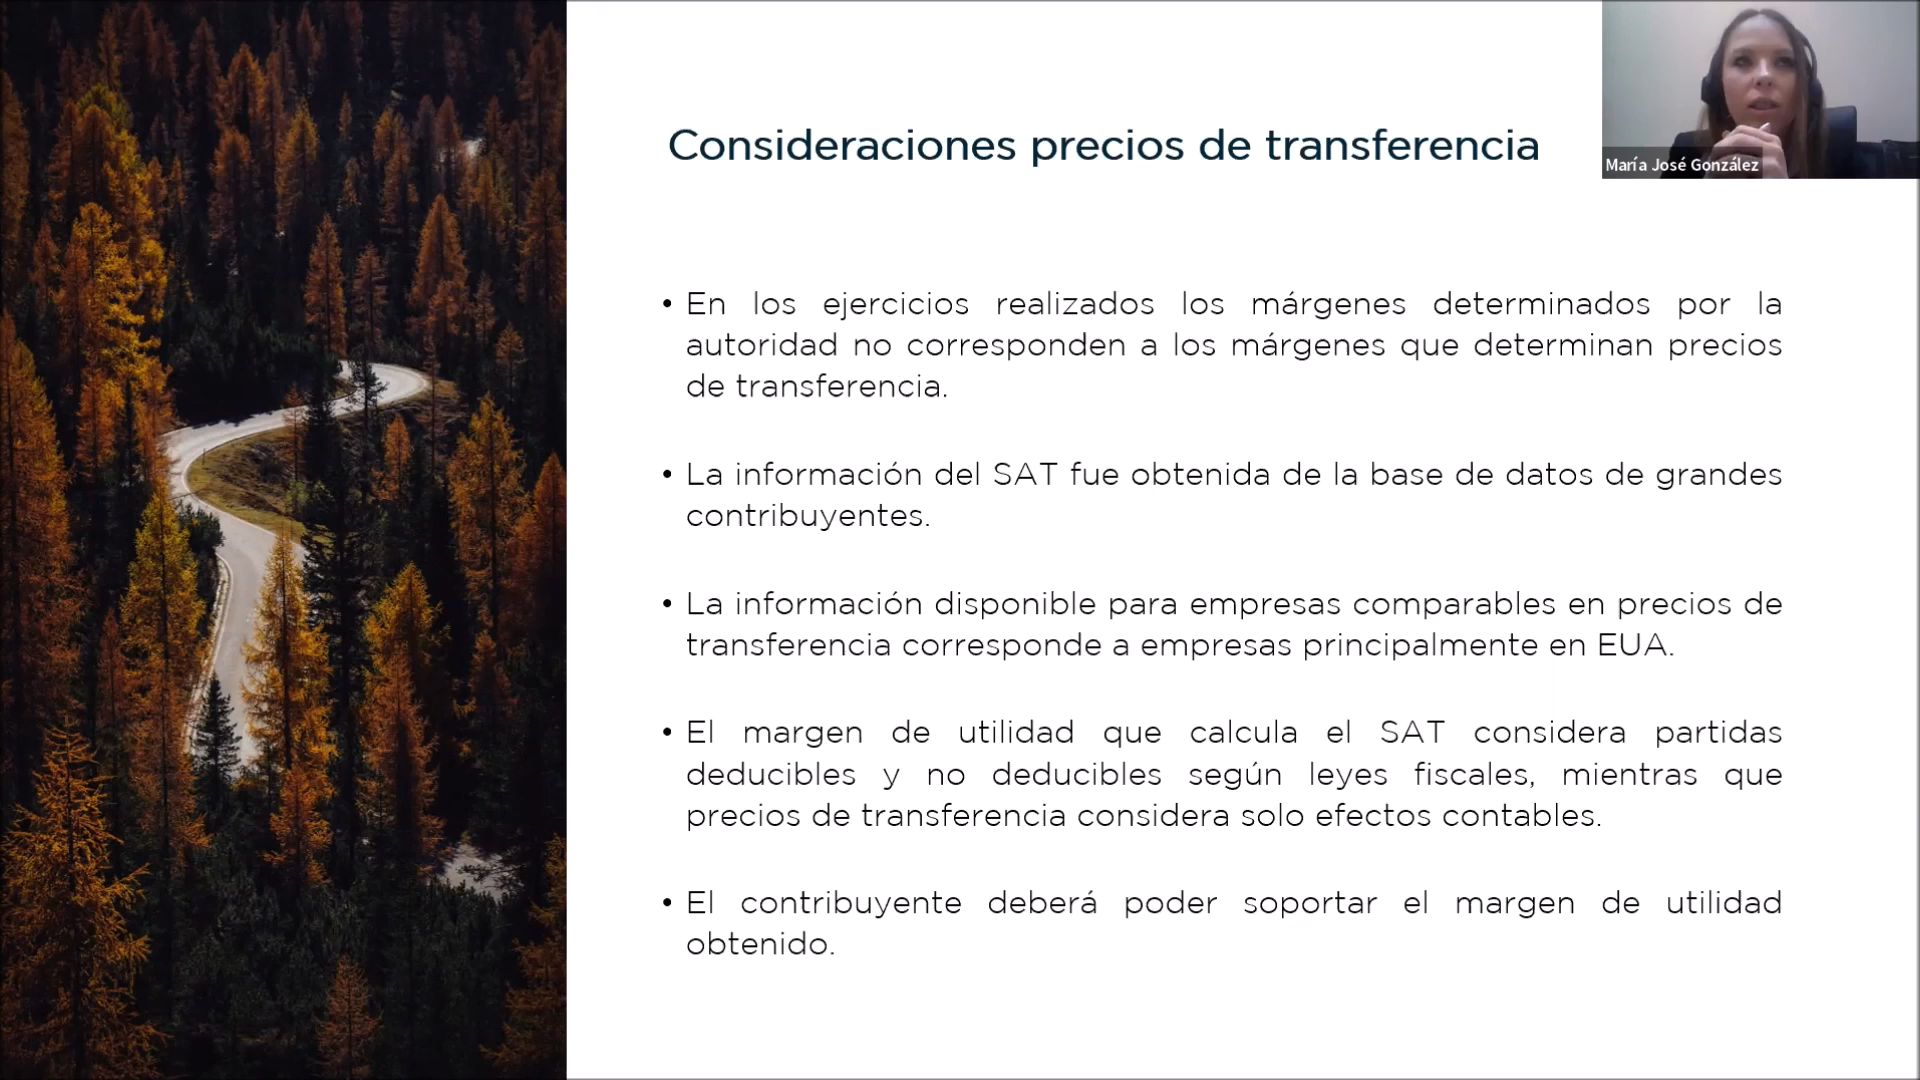 Consideraciones precios de transferencia
María José González
• En los ejercicios realizados los márgenes determinados por la
autoridad no corresponden a los márgenes que determinan precios
de transferencia.
• La información del SAT fue obtenida de la base de datos de grandes
contribuyentes.
• La información disponible para empresas comparables en precios de
transferencia corresponde a empresas principalmente en EUA.
• El margen de utilidad que calcula el SAT considera partidas
deducibles y no deducibles según leyes fiscales, mientras que
precios de transferencia considera solo efectos contables.
• El contribuyente deberá poder soportar el margen de utilidad
obtenido.